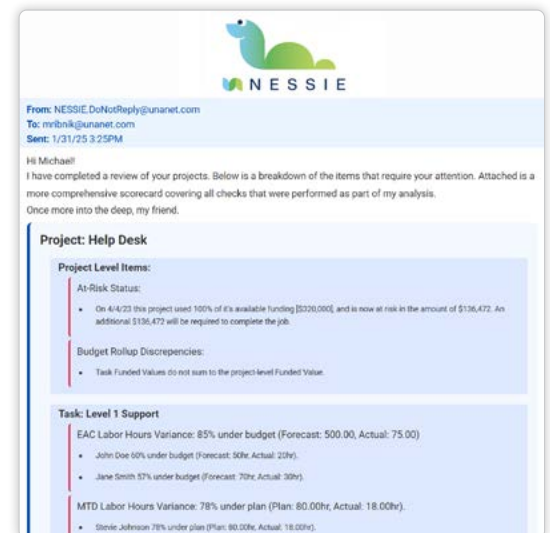 NESSIE
From: NESSIE.DoNotReply@unanet.com
To: mribnik@unanet.com
Sent: 1/31/25 3:25PM
Hi Michael!
I have completed a review of your projects. Below is a breakdown of the items that require your attention. Attached is a
more comprehensive scorecard covering all checks that were performed as part of my analysis.
Once more into the deep, my friend.
Project: Help Desk
Project Level Items:
At-Risk Status:
• On 4/4/23 this project used 100% of it's available funding [$320,000], and is now at risk in the amount of $136,472. An
additional $136,472 will be required to complete the job.
Budget Rollup Discrepancies:
• Task Funded Values do not sum to the project-level Funded Value.
Task: Level 1 Support
EAC Labor Hours Variance: 85% under budget (Forecast: 500.00, Actual: 75.00)
• John Doe 60% under budget (Forecast: 50hr, Actual: 20hr).
• Jane Smith 57% under budget (Forecast: 70hr, Actual: 30hr).
MTD Labor Hours Variance: 78% under plan (Plan: 80.00hr, Actual: 18.00hr).
• Stevie Johnson 78% under plan (Plan: 80.00hr, Actual: 18.00hr).